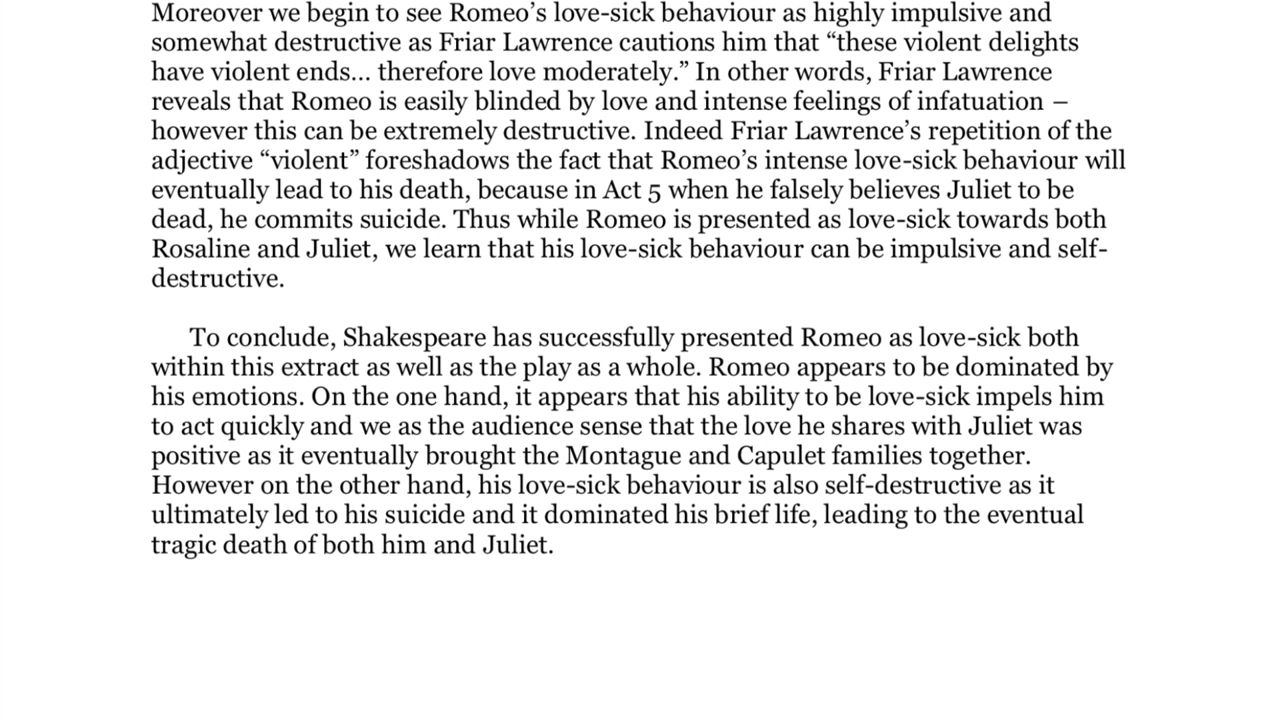 Moreover we begin to see Romeo’s love-sick behaviour as highly impulsive and
somewhat destructive as Friar Lawrence cautions him that “these violent delights
have violent ends… therefore love moderately.” In other words, Friar Lawrence
reveals that Romeo is easily blinded by love and intense feelings of infatuation –
however this can be extremely destructive. Indeed Friar Lawrence’s repetition of the
adjective “violent” foreshadows the fact that Romeo’s intense love-sick behaviour will
eventually lead to his death, because in Act 5 when he falsely believes Juliet to be
dead, he commits suicide. Thus while Romeo is presented as love-sick towards both
Rosaline and Juliet, we learn that his love-sick behaviour can be impulsive and self-
destructive.
To conclude, Shakespeare has successfully presented Romeo as love-sick both
within this extract as well as the play as a whole. Romeo appears to be dominated by
his emotions. On the one hand, it appears that his ability to be love-sick impels him
to act quickly and we as the audience sense that the love he shares with Juliet was
positive as it eventually brought the Montague and Capulet families together.
However on the other hand, his love-sick behaviour is also self-destructive as it
ultimately led to his suicide and it dominated his brief life, leading to the eventual
tragic death of both him and Juliet.